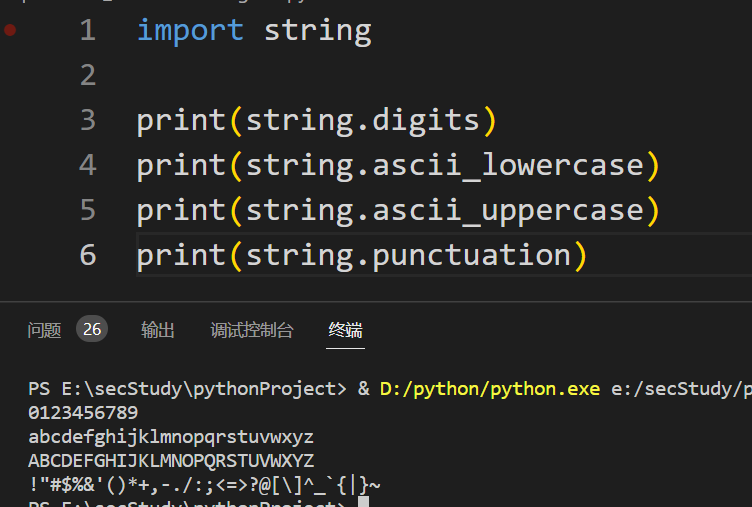 1 import string
2
3 print(string.digits)
4 print(string.ascii_lowercase)
5 print(string.ascii_uppercase)
6 print(string.punctuation)
问题 26 输出 调试控制台 终端
PS E:\secStudy\pythonProject> & D:/python/python.exe e:/secStudy/p
0123456789
abcdefghijklmnopqrstuvwxyz
ABCDEFGHIJKLMNOPQRSTUVWXYZ
!"#$%&'()*+,-./:;<=>?@[\]^_`{|}~
PS E:\secStudy\pythonProject>